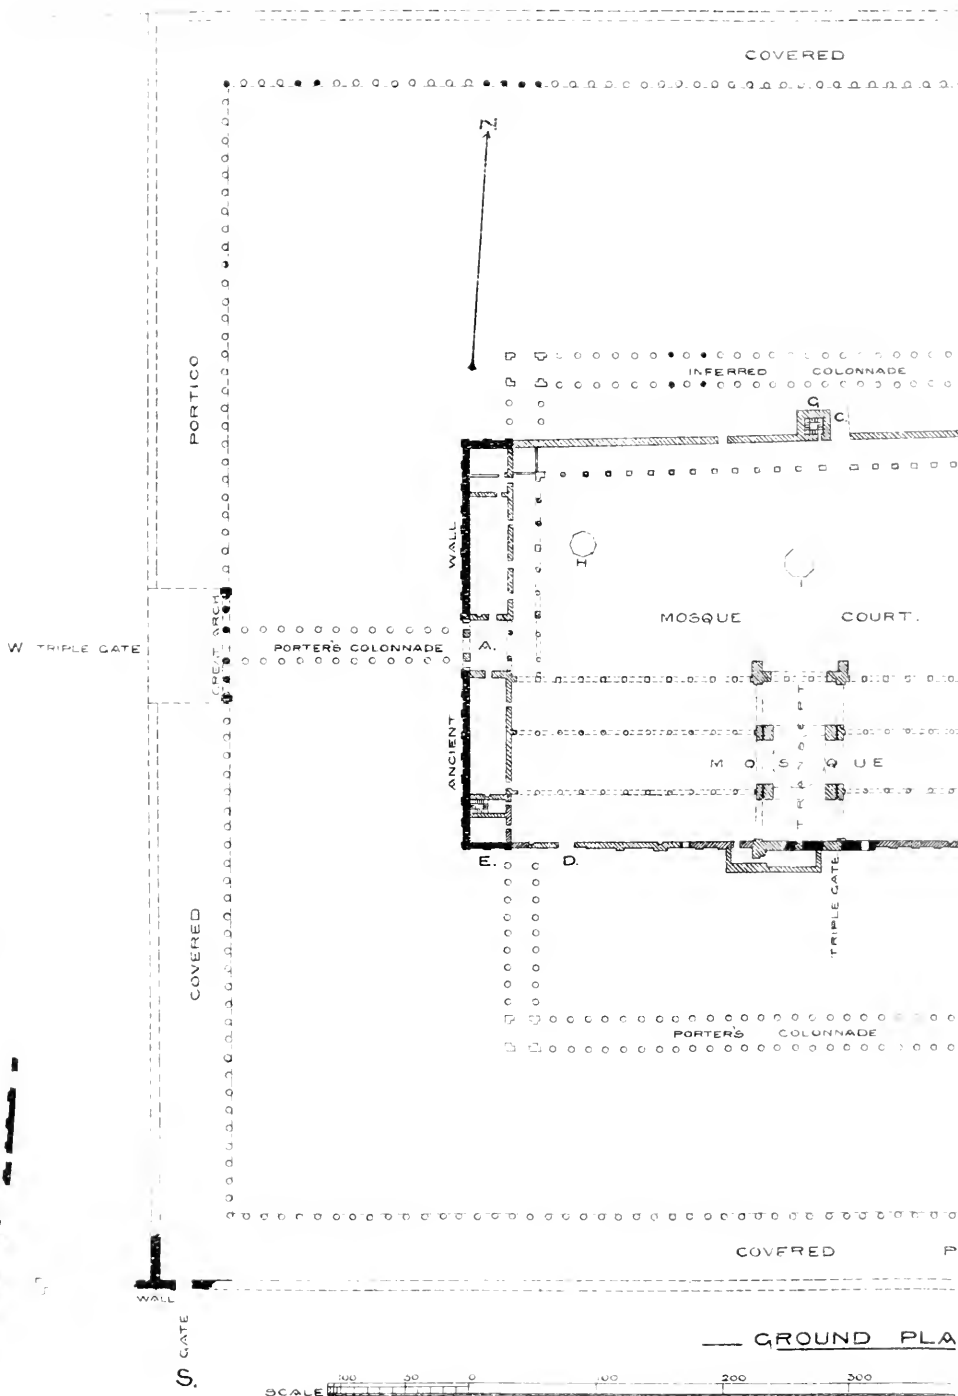 COVERED
N
PORTICO
INFERRED COLONNADE
G
C.
WALL
I
MOSQUE COURT.
GREAT ARCH
W TRIPLE GATE
PORTER'S COLONNADE
A.
TRANSEPT
ANCIENT
MOSQUE
E.
D.
TRIPLE GATE
COVERED
PORTER'S COLONNADE
COVERED P
WALL
GATE
S.
GROUND PLA
SCALE 100 50 0 100 200 300